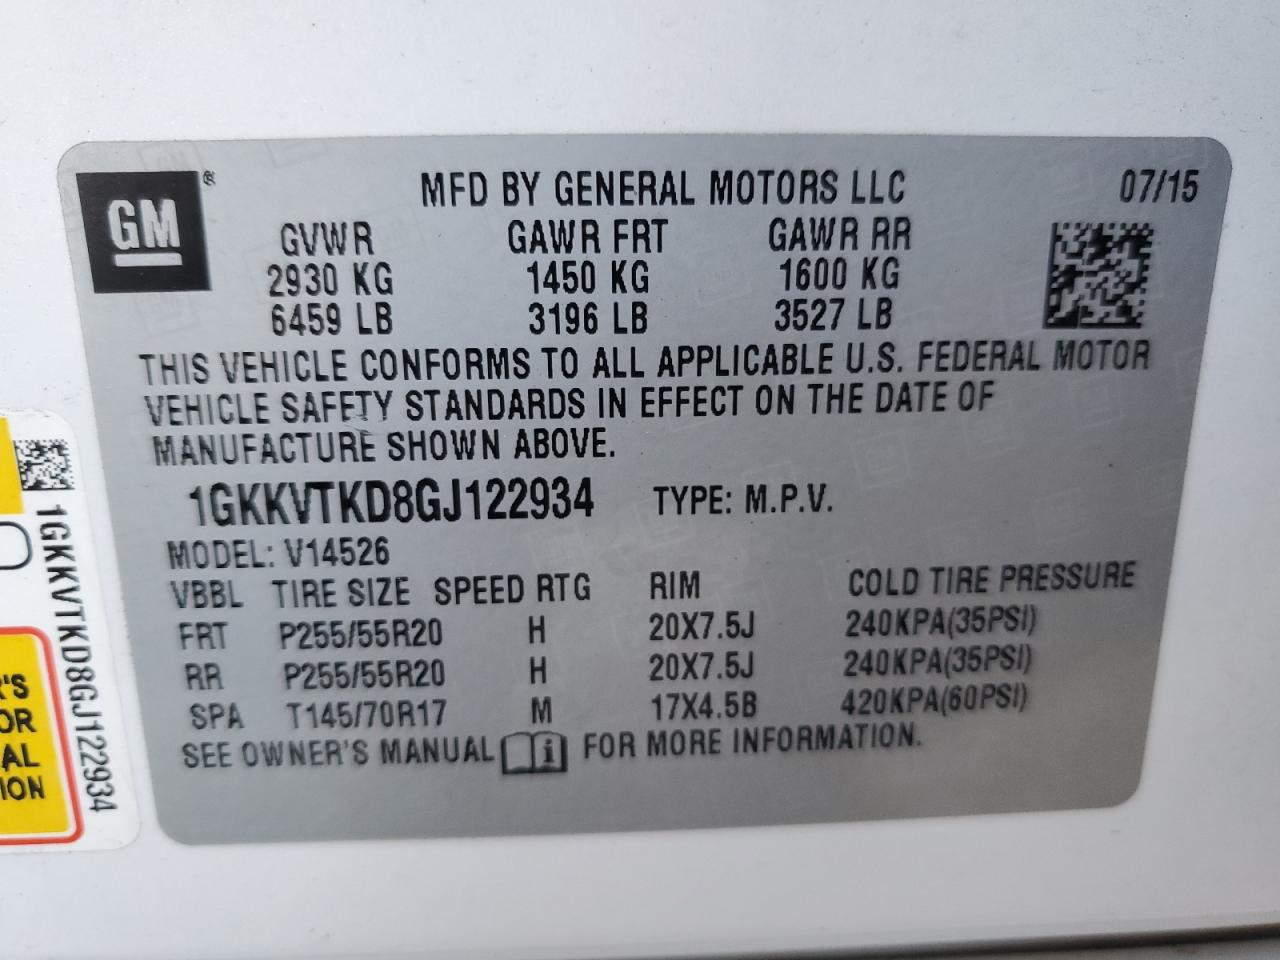 GM ®
MFD BY GENERAL MOTORS LLC 07/15
GVWR GAWR FRT GAWR RR
2930 KG 1450 KG 1600 KG
6459 LB 3196 LB 3527 LB
THIS VEHICLE CONFORMS TO ALL APPLICABLE U.S. FEDERAL MOTOR
VEHICLE SAFETY STANDARDS IN EFFECT ON THE DATE OF
MANUFACTURE SHOWN ABOVE.
1GKKVTKD8GJ122934 TYPE: M.P.V.
MODEL: V14526
VBBL TIRE SIZE SPEED RTG RIM COLD TIRE PRESSURE
FRT P255/55R20 H 20X7.5J 240KPA(35PSI)
RR P255/55R20 H 20X7.5J 240KPA(35PSI)
SPA T145/70R17 M 17X4.5B 420KPA(60PSI)
SEE OWNER'S MANUAL i FOR MORE INFORMATION.
1GKKVTKD8GJ122934
R'S
OR
AL
ION